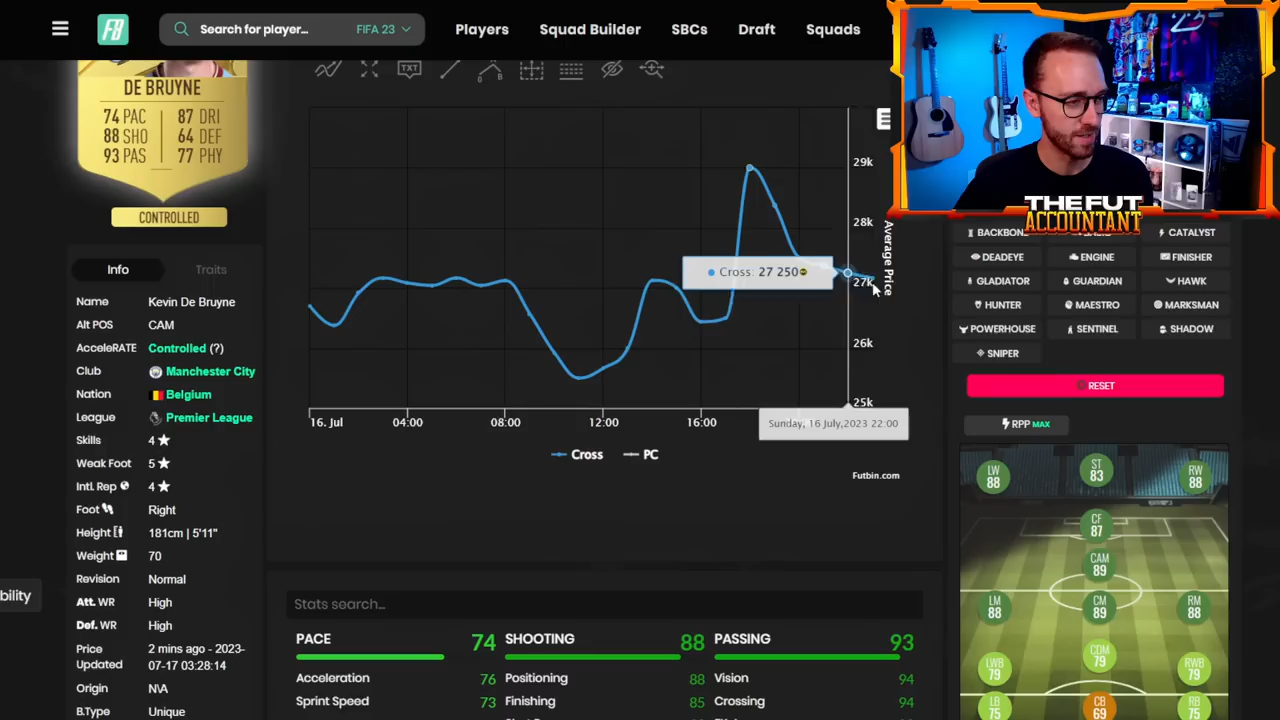 FB
Search for player...
FIFA 23
Players
Squad Builder
SBCs
Draft
Squads
DE BRUYNE
74 PAC 87 DRI
88 SHO 64 DEF
93 PAS 77 PHY
CONTROLLED
Info
Traits
Name Kevin De Bruyne
Alt POS CAM
AcceleRATE Controlled (?)
Club Manchester City
Nation Belgium
League Premier League
Skills 4
Weak Foot 5
Intl. Rep 4
Foot Right
Height 181cm | 5'11"
Weight 70
Revision Normal
Att. WR High
Def. WR High
Price Updated 2 mins ago - 2023-07-17 03:28:14
Origin N\A
B.Type Unique
bility
TXT
29k
28k
27k
26k
25k
Average Price
Cross: 27 250
16. Jul
04:00
08:00
12:00
16:00
Sunday, 16 July,2023 22:00
Cross
PC
Futbin.com
Stats search...
PACE 74
SHOOTING 88
PASSING 93
Acceleration 76
Positioning 88
Vision 94
Sprint Speed 73
Finishing 85
Crossing 94
THE FUT
ACCOUNTANT
BACKBONE
CATALYST
DEADEYE
ENGINE
FINISHER
GLADIATOR
GUARDIAN
HAWK
HUNTER
MAESTRO
MARKSMAN
POWERHOUSE
SENTINEL
SHADOW
SNIPER
RESET
RPP MAX
LW 88
ST 83
RW 88
CF 87
CAM 89
LM 88
CM 89
RM 88
CDM 79
LWB 79
RWB 79
LB 75
CB 69
RB 75